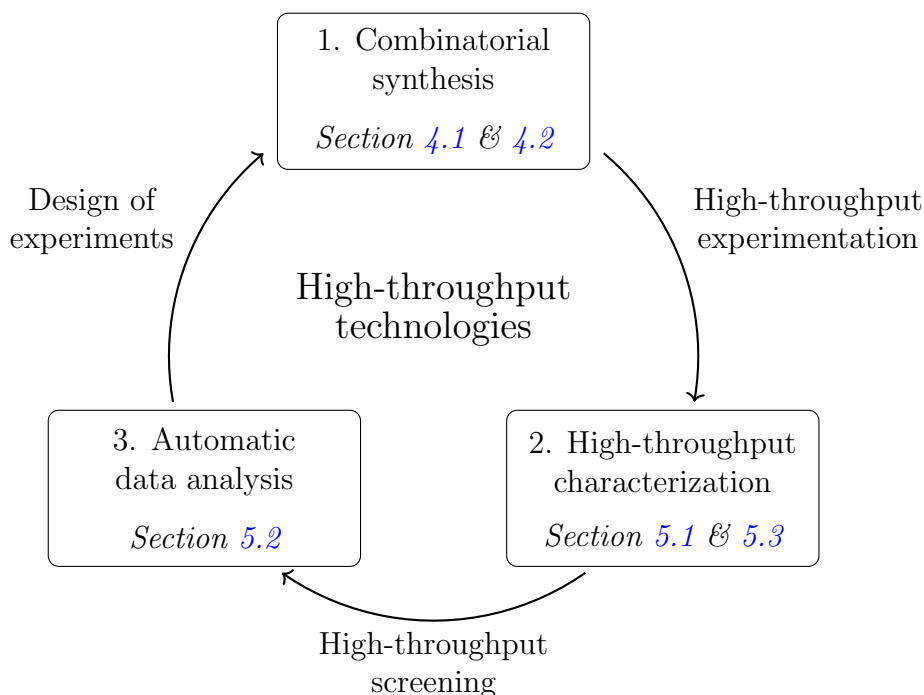 1. Combinatorial
synthesis
Section 4.1 & 4.2
Design of
experiments
High-throughput
experimentation
High-throughput
technologies
3. Automatic
data analysis
Section 5.2
2. High-throughput
characterization
Section 5.1 & 5.3
High-throughput
screening